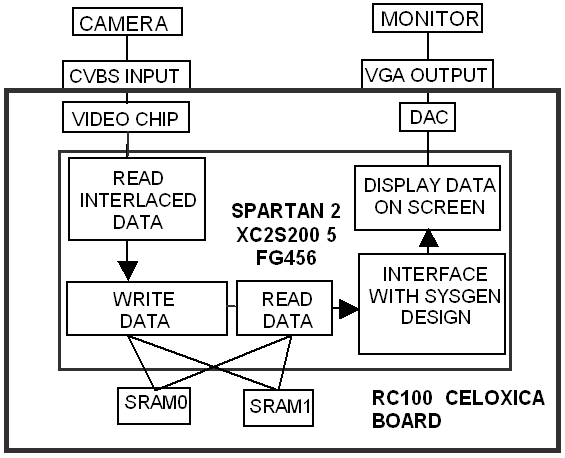 CAMERA
MONITOR
CVBS INPUT
VGA OUTPUT
VIDEO CHIP
DAC
READ
INTERLACED
DATA
SPARTAN 2
XC2S200 5
FG456
DISPLAY DATA
ON SCREEN
WRITE
DATA
READ
DATA
INTERFACE
WITH SYSGEN
DESIGN
SRAM0
SRAM1
RC100 CELOXICA
BOARD